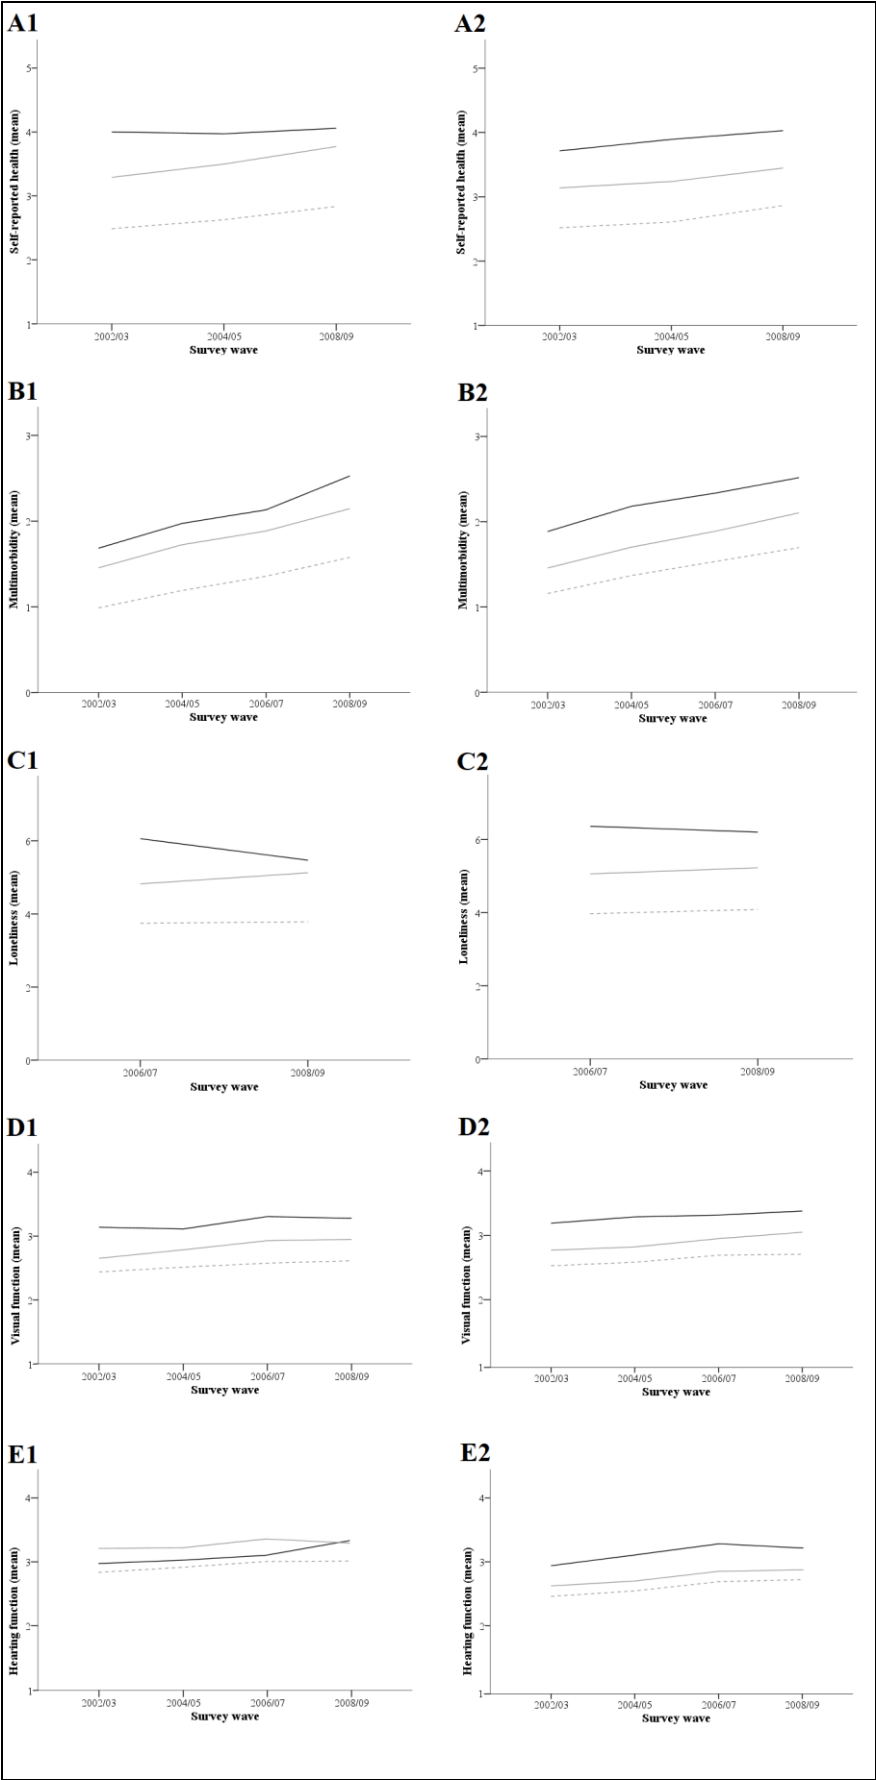 A1
A2
Self-reported health (mean)
5
4
3
2
1
2002/03 2004/05 2008/09
Survey wave
Self-reported health (mean)
5
4
3
2
1
2002/03 2004/05 2008/09
Survey wave
B1
B2
Multimorbidity (mean)
3
2
1
0
2002/03 2004/05 2006/07 2008/09
Survey wave
Multimorbidity (mean)
3
2
1
0
2002/03 2004/05 2006/07 2008/09
Survey wave
C1
C2
Loneliness (mean)
6
4
2
0
2006/07 2008/09
Survey wave
Loneliness (mean)
6
4
2
0
2006/07 2008/09
Survey wave
D1
D2
Visual function (mean)
4
3
2
1
2002/03 2004/05 2006/07 2008/09
Survey wave
Visual function (mean)
4
3
2
1
2002/03 2004/05 2006/07 2008/09
Survey wave
E1
E2
Hearing function (mean)
4
3
2
1
2002/03 2004/05 2006/07 2008/09
Survey wave
Hearing function (mean)
4
3
2
1
2002/03 2004/05 2006/07 2008/09
Survey wave